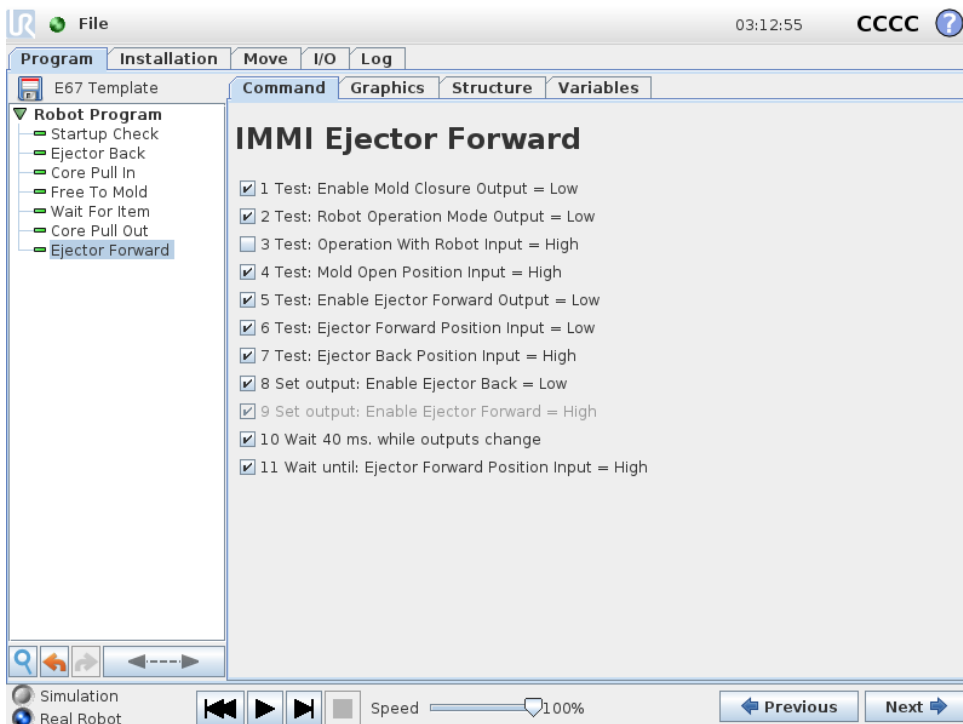 UR File 03:12:55 CCCC ?
Program Installation Move I/O Log
E67 Template
Command Graphics Structure Variables
Robot Program
Startup Check
Ejector Back
Core Pull In
Free To Mold
Wait For Item
Core Pull Out
Ejector Forward
IMMI Ejector Forward
1 Test: Enable Mold Closure Output = Low
2 Test: Robot Operation Mode Output = Low
3 Test: Operation With Robot Input = High
4 Test: Mold Open Position Input = High
5 Test: Enable Ejector Forward Output = Low
6 Test: Ejector Forward Position Input = Low
7 Test: Ejector Back Position Input = High
8 Set output: Enable Ejector Back = Low
9 Set output: Enable Ejector Forward = High
10 Wait 40 ms. while outputs change
11 Wait until: Ejector Forward Position Input = High
Simulation
Real Robot
Speed 100%
Previous Next